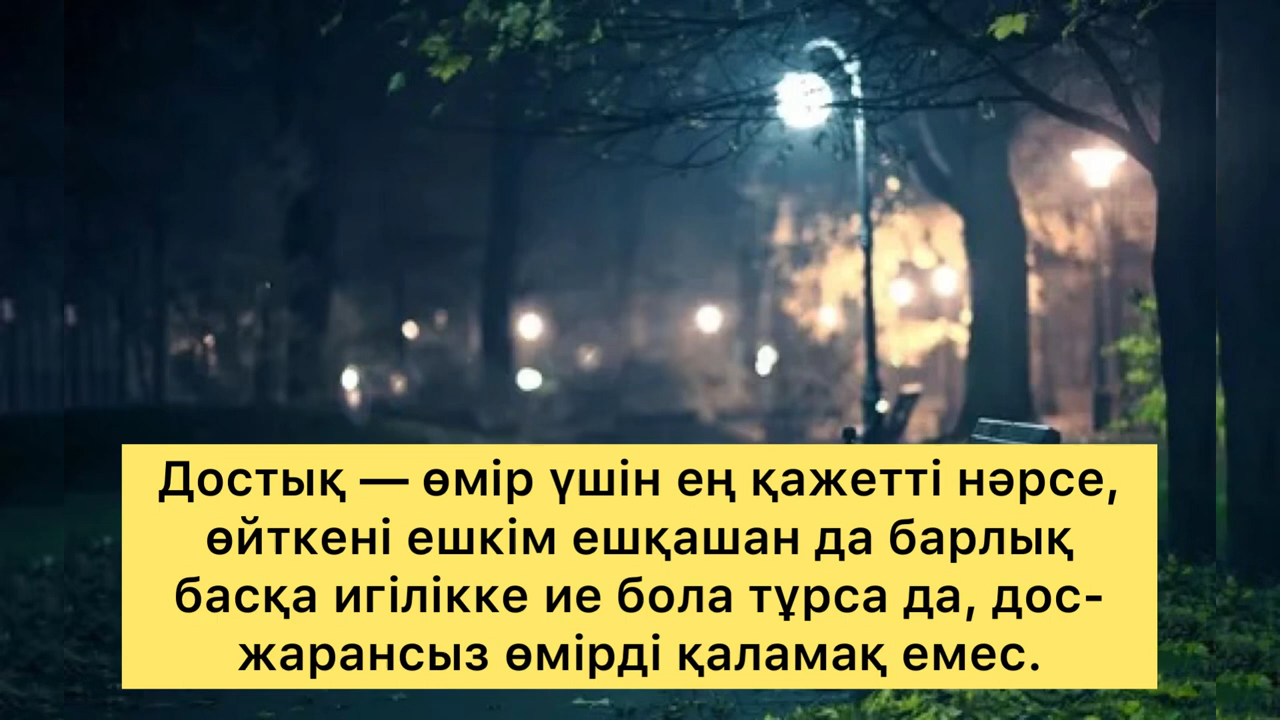 Достық — өмір үшін ең қажетті нәрсе,
өйткені ешкім ешқашан да барлық
басқа игілікке ие бола тұрса да, дос-
жарансыз өмірді қаламақ емес.